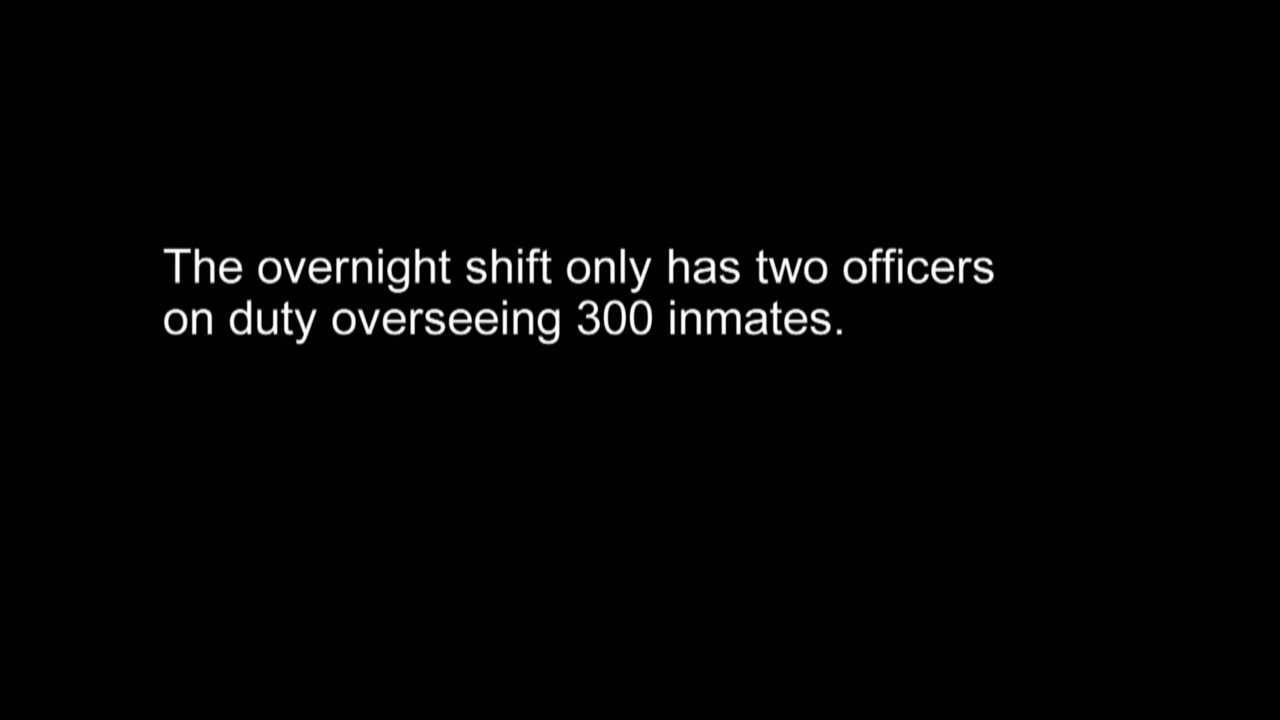 The overnight shift only has two officers
on duty overseeing 300 inmates.